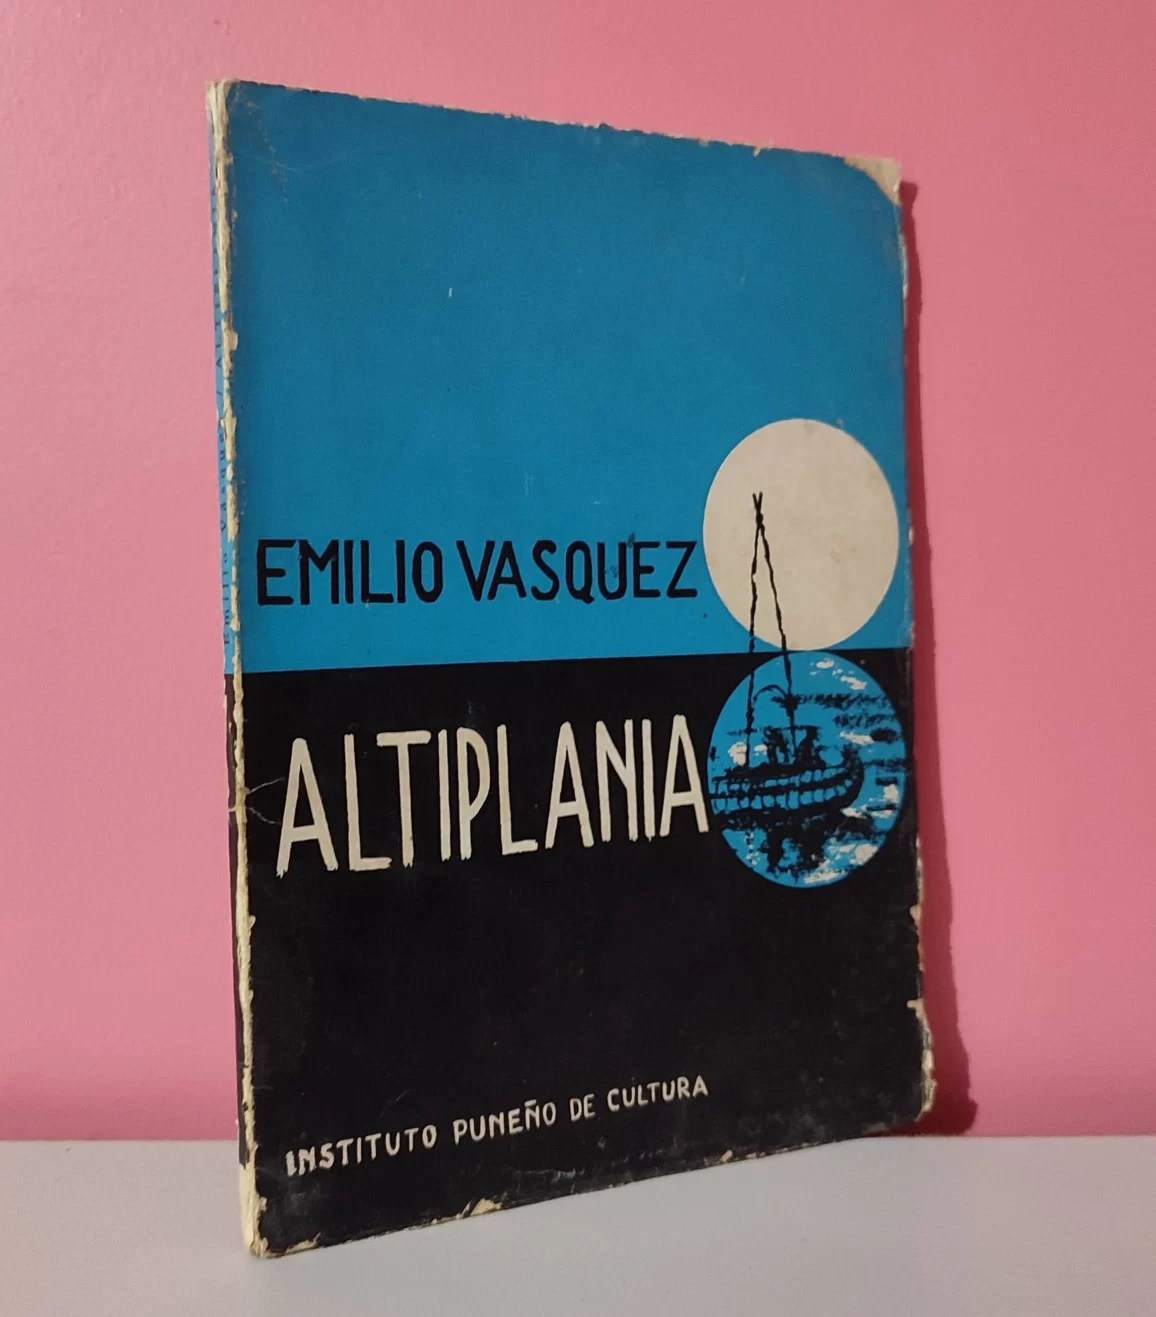 EMILIO VASQUEZ
ALTIPLANIA
INSTITUTO PUNEÑO DE CULTURA